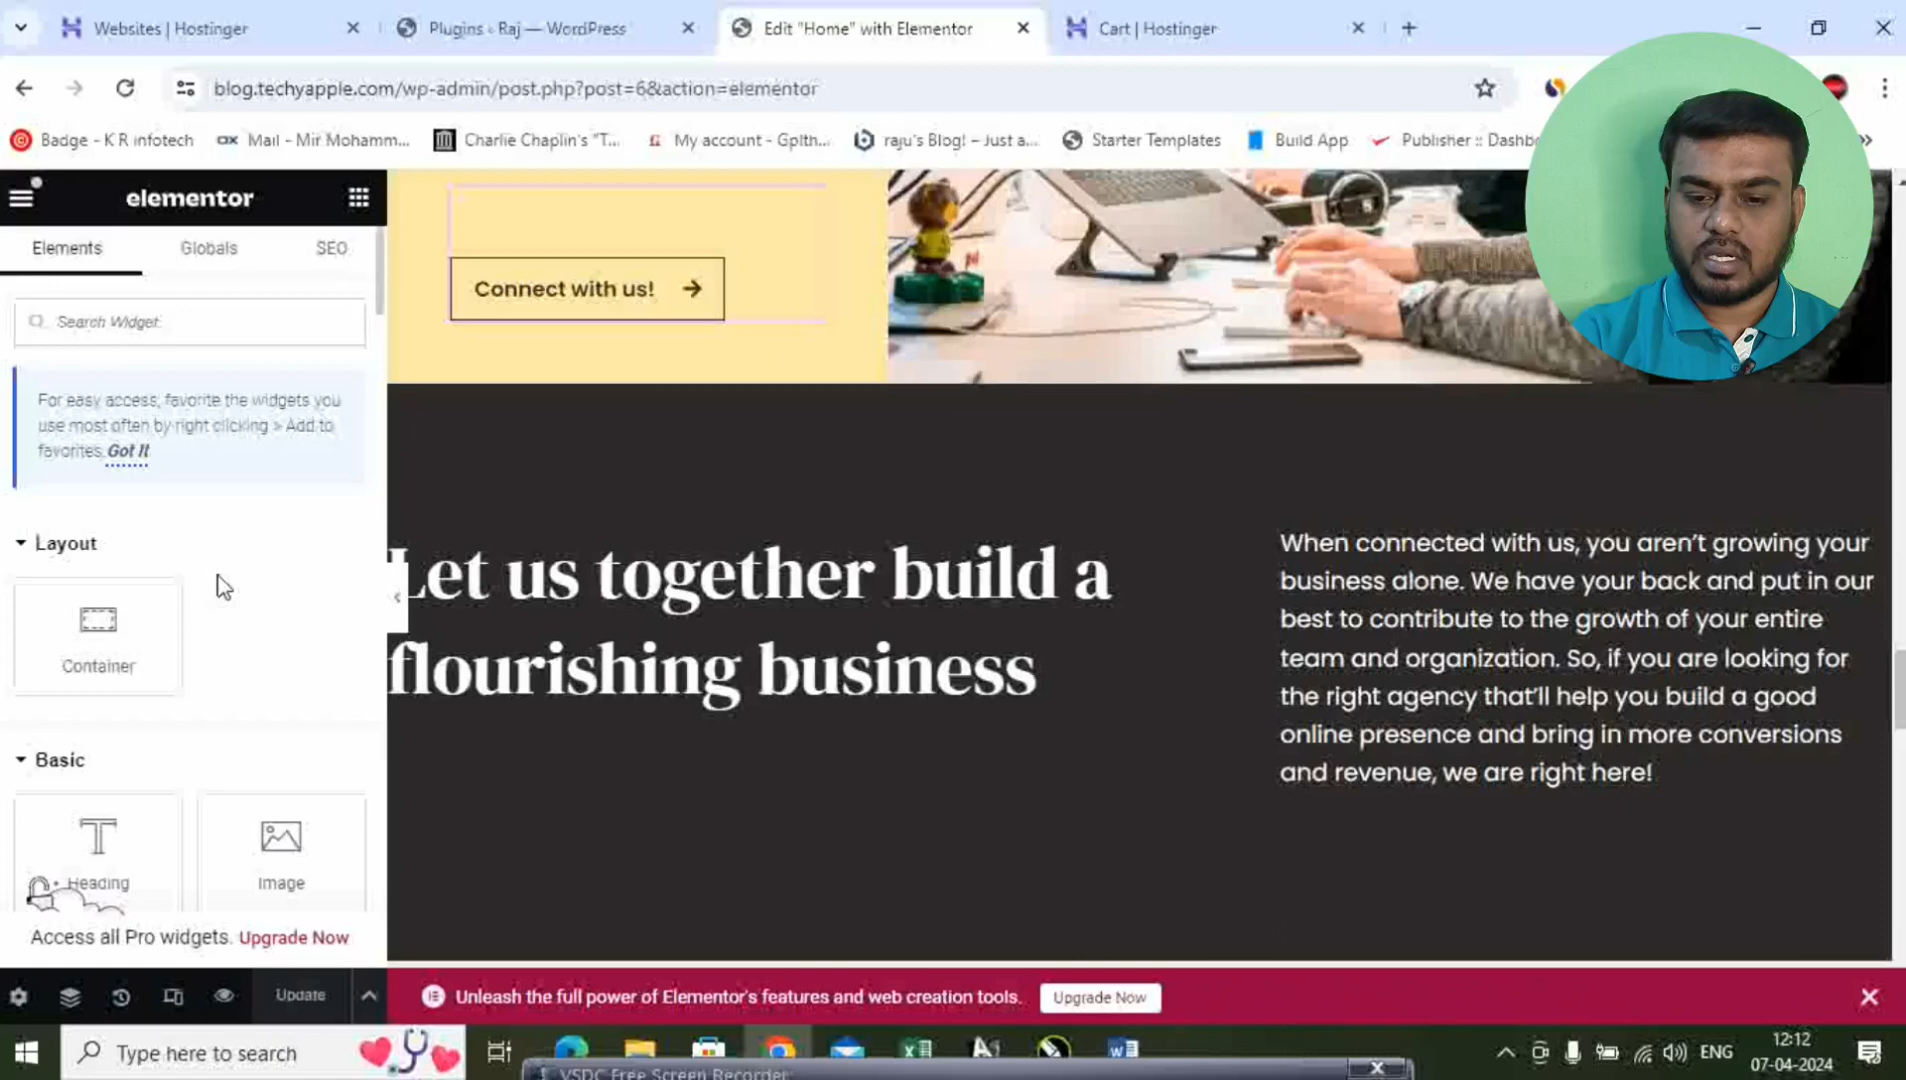 Websites | Hostinger
Plugins ‹ Raj — WordPress
Edit "Home" with Elementor
Cart | Hostinger
blog.techyapple.com/wp-admin/post.php?post=6&action=elementor
Badge - K R infotech
Mail - Mir Mohamm...
Charlie Chaplin's "T...
My account - Gplth...
raju's Blog! – Just a...
Starter Templates
Build App
Publisher :: Dashb
elementor
Elements
Globals
SEO
Search Widget
For easy access, favorite the widgets you
use most often by right clicking > Add to
favorites. Got It
Layout
Container
Basic
Heading
Image
Access all Pro widgets. Upgrade Now
Update
Connect with us!
Let us together build a
flourishing business
When connected with us, you aren't growing your
business alone. We have your back and put in our
best to contribute to the growth of your entire
team and organization. So, if you are looking for
the right agency that'll help you build a good
online presence and bring in more conversions
and revenue, we are right here!
Unleash the full power of Elementor's features and web creation tools.
Upgrade Now
Type here to search
VSDC Free Screen Recorder
ENG
12:12
07-04-2024